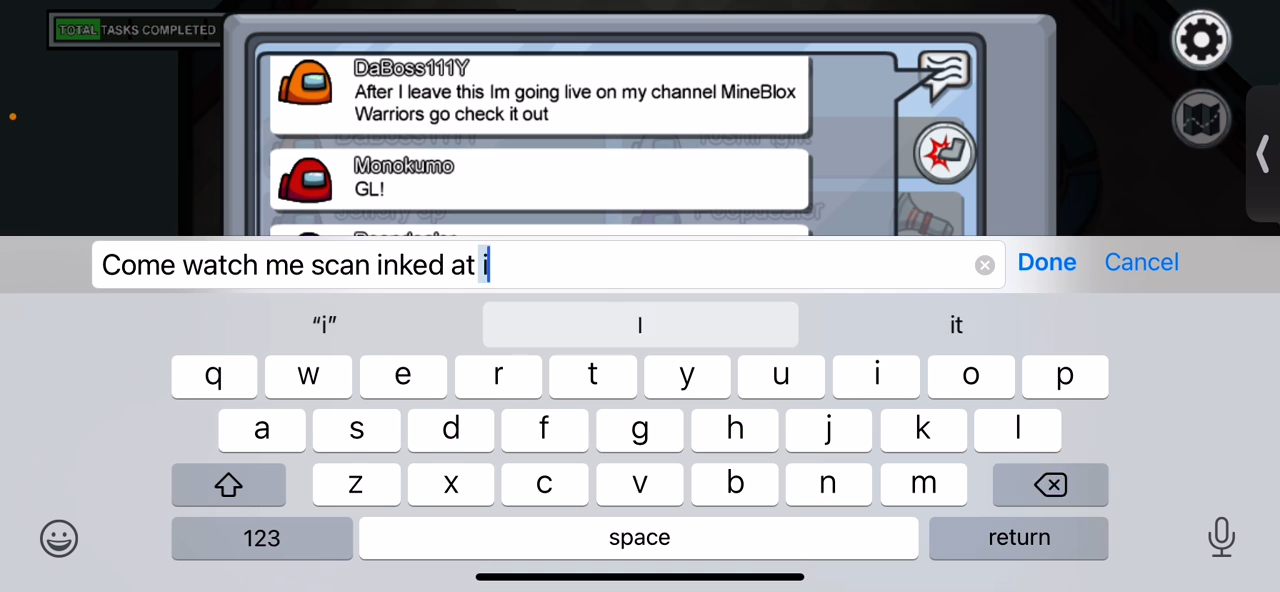 TOTAL TASKS COMPLETED
DaBoss111Y
After I leave this Im going live on my channel MineBlox
Warriors go check it out
Monokumo
GL!
Come watch me scan inked at i
Done
Cancel
“i”
I
it
q w e r t y u i o p
a s d f g h j k l
z x c v b n m
123
space
return